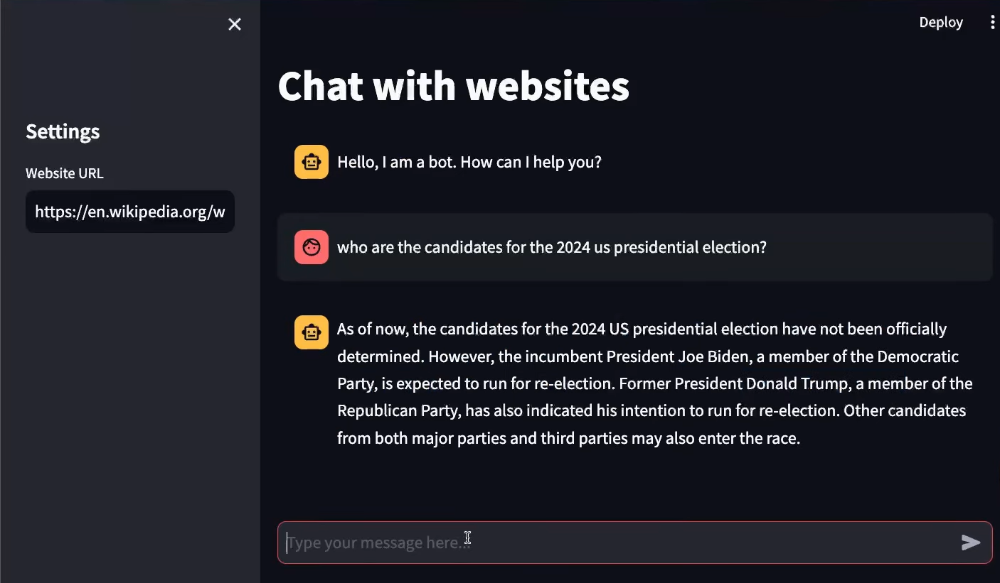 Deploy
Chat with websites
Settings
Website URL
https://en.wikipedia.org/w
Hello, I am a bot. How can I help you?
who are the candidates for the 2024 us presidential election?
As of now, the candidates for the 2024 US presidential election have not been officially
determined. However, the incumbent President Joe Biden, a member of the Democratic
Party, is expected to run for re-election. Former President Donald Trump, a member of the
Republican Party, has also indicated his intention to run for re-election. Other candidates
from both major parties and third parties may also enter the race.
Type your message here...